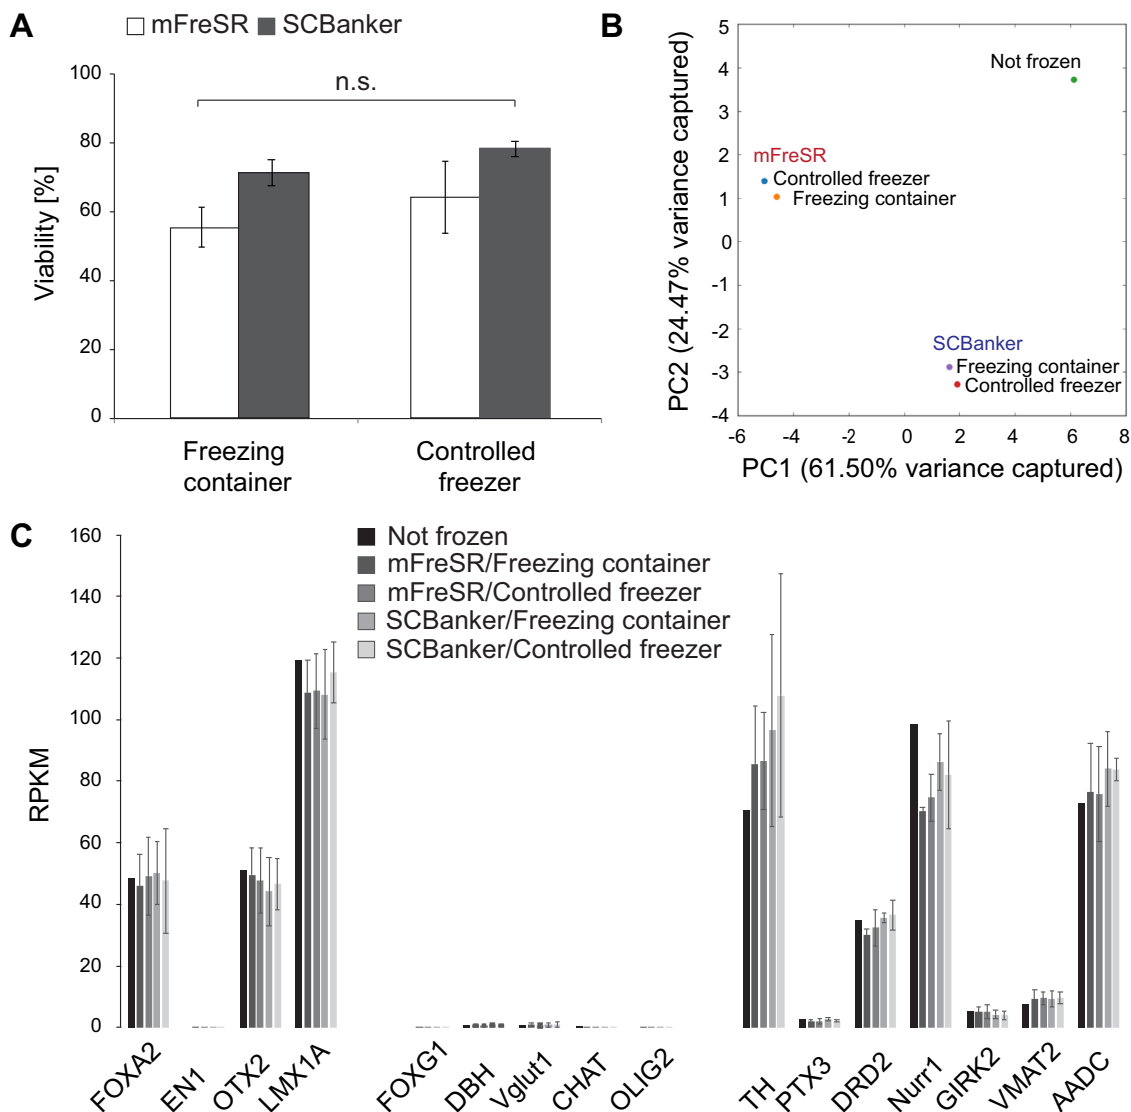 A
mFreSR SCBanker
100
80
60
40
20
0
Viability [%]
n.s.
Freezing
container
Controlled
freezer
B
5
4
3
2
1
0
-1
-2
-3
-4
PC2 (24.47% variance captured)
Not frozen
mFreSR
Controlled freezer
Freezing container
SCBanker
Freezing container
Controlled freezer
-6 -4 -2 0 2 4 6 8
PC1 (61.50% variance captured)
C
160
140
120
100
80
60
40
20
0
RPKM
Not frozen
mFreSR/Freezing container
mFreSR/Controlled freezer
SCBanker/Freezing container
SCBanker/Controlled freezer
FOXA2
EN1
OTX2
LMX1A
FOXG1
DBH
Vglut1
CHAT
OLIG2
TH
PTX3
DRD2
Nurr1
GIRK2
VMAT2
AADC